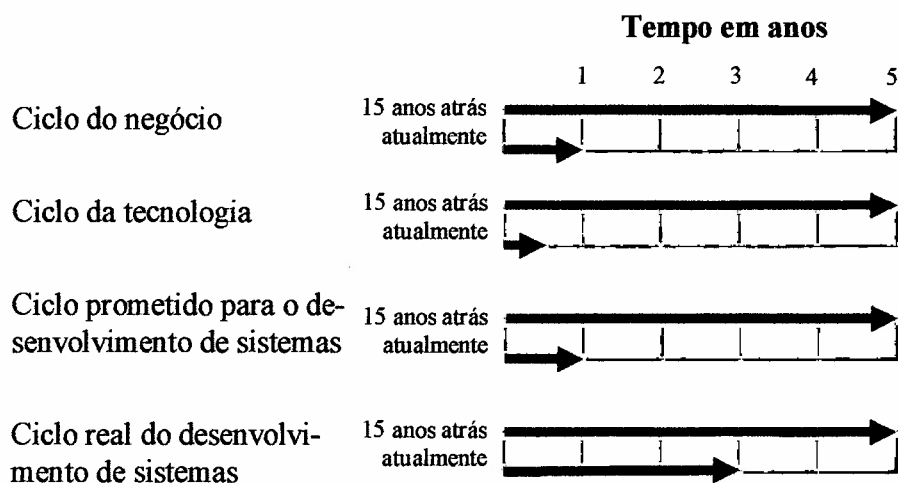 Tempo em anos
1 2 3 4 5
Ciclo do negócio
15 anos atrás
atualmente
Ciclo da tecnologia
15 anos atrás
atualmente
Ciclo prometido para o de-
senvolvimento de sistemas
15 anos atrás
atualmente
Ciclo real do desenvolvi-
mento de sistemas
15 anos atrás
atualmente